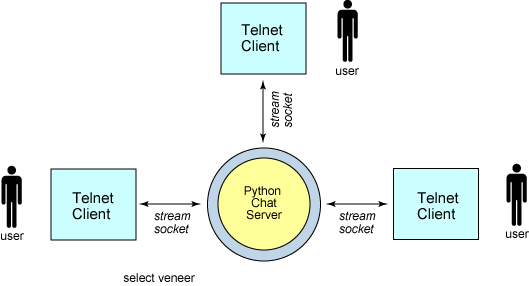 Telnet
Client
user
stream
socket
Telnet
Client
user
stream
socket
Python
Chat
Server
stream
socket
Telnet
Client
user
select veneer